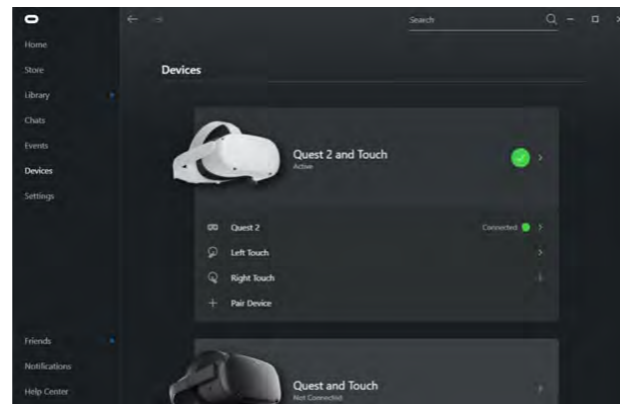 Search
Home
Store
Library
Chats
Events
Devices
Settings
Friends
Notifications
Help Center
Devices
Quest 2 and Touch
Active
Quest 2
Connected
Left Touch
Right Touch
Pair Device
Quest and Touch
Not Connected